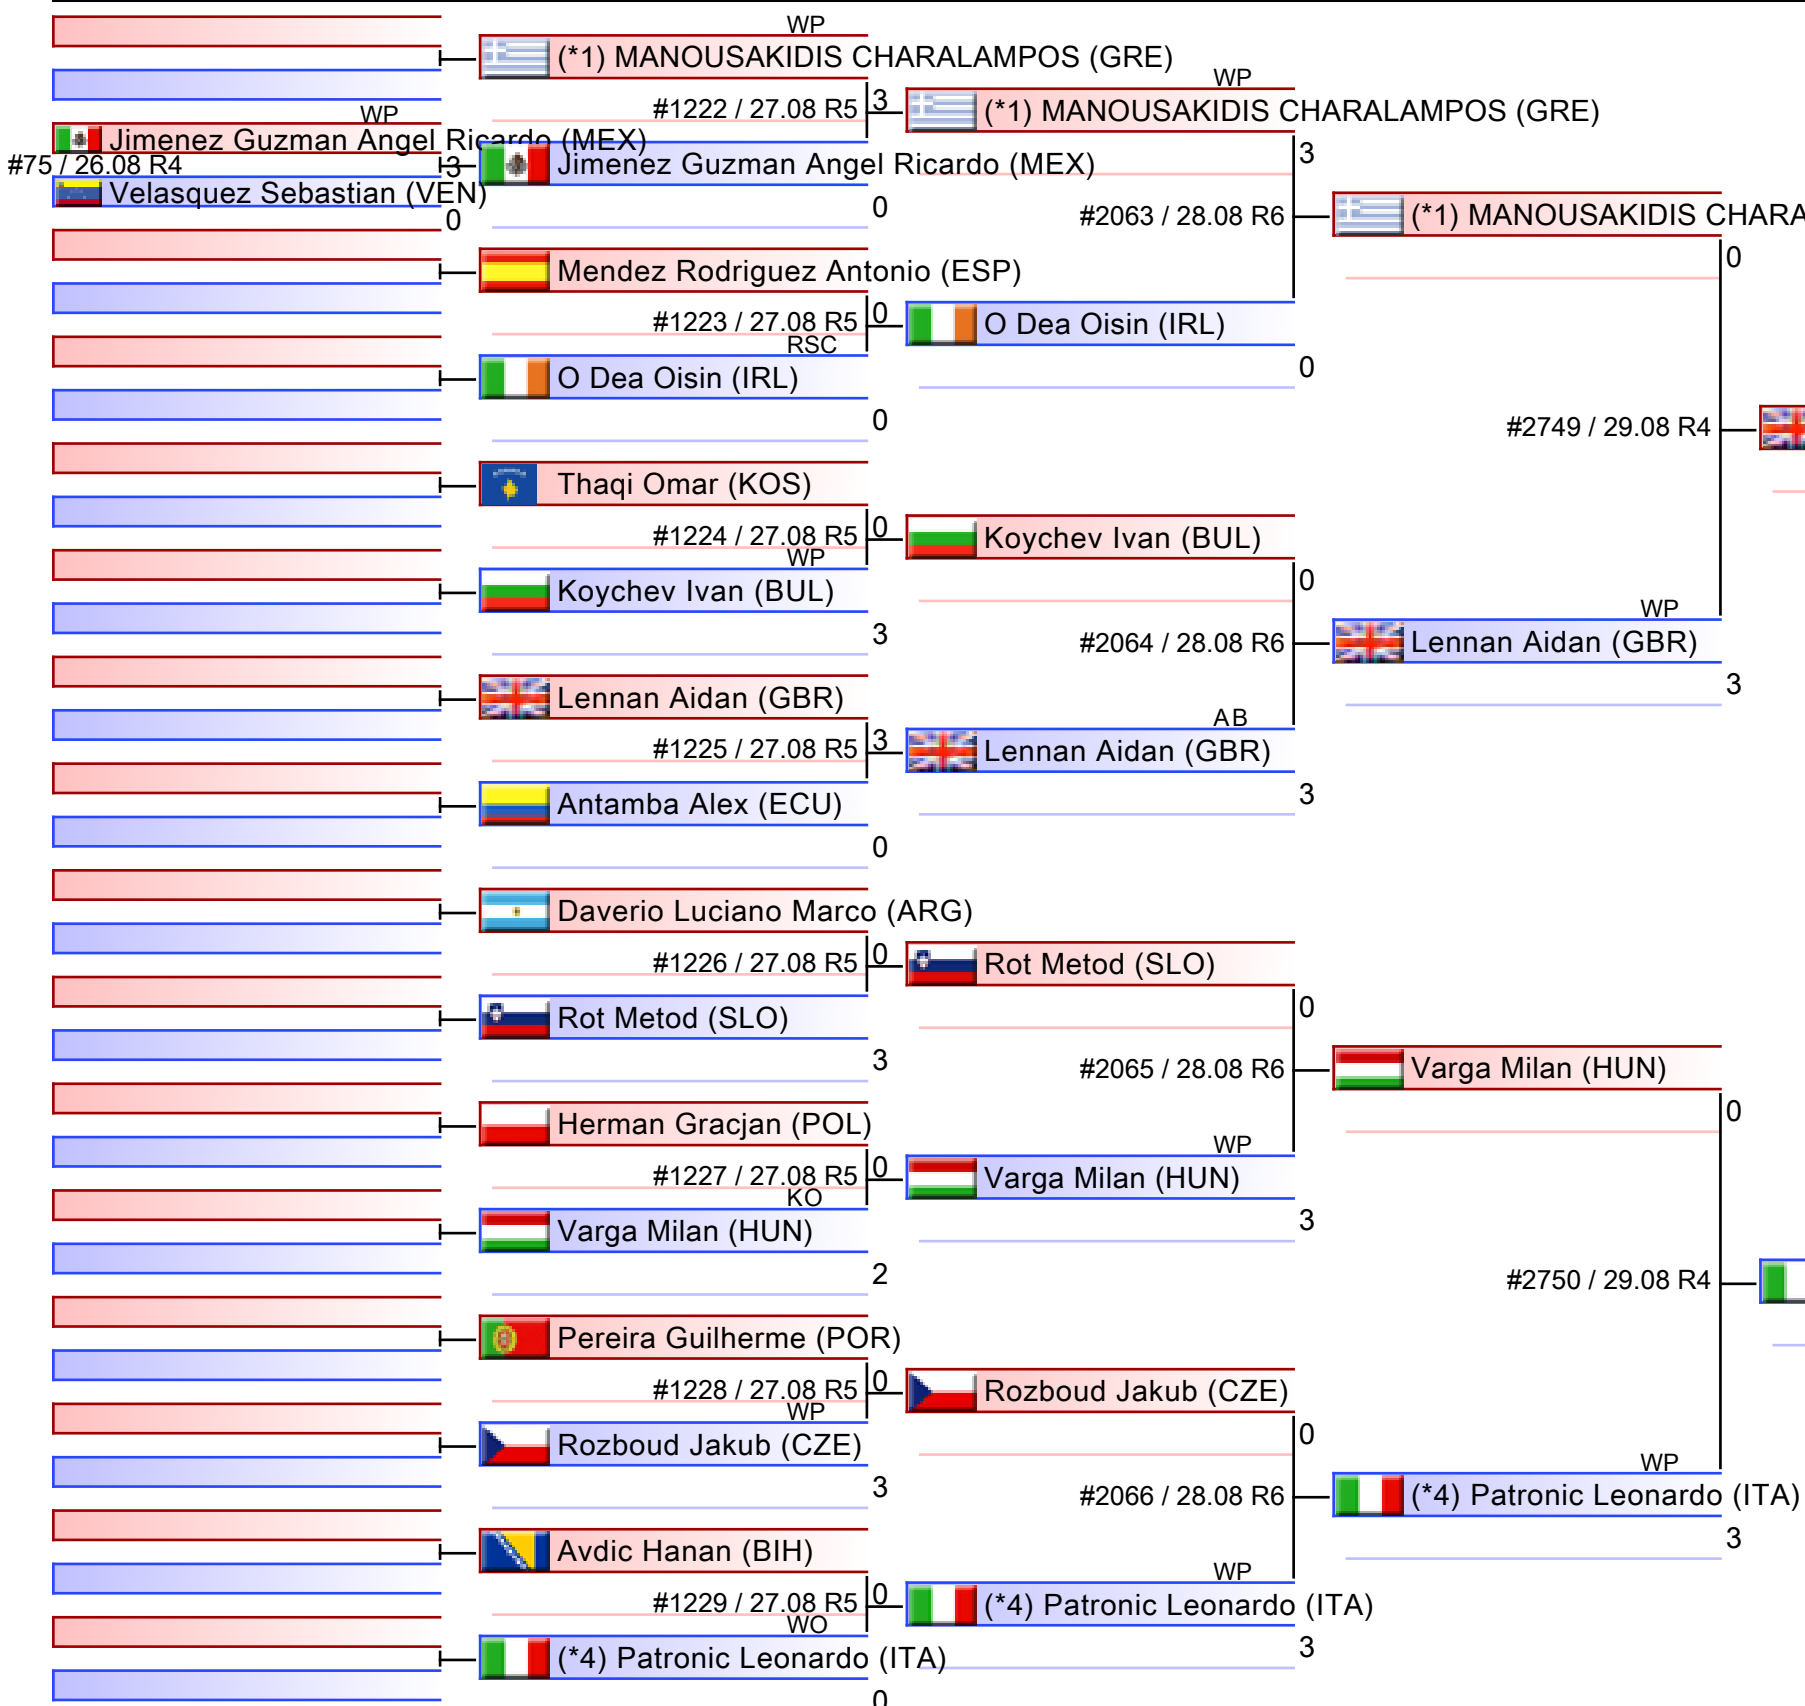 WP
(*1) MANOUSAKIDIS CHARALAMPOS (GRE)
WP
#1222 / 27.08 R5
3
(*1) MANOUSAKIDIS CHARALAMPOS (GRE)
WP
Jimenez Guzman Angel Ricardo (MEX)
3
#75 / 26.08 R4
3
Jimenez Guzman Angel Ricardo (MEX)
Velasquez Sebastian (VEN)
0
0
#2063 / 28.08 R6
(*1) MANOUSAKIDIS CHARA
0
Mendez Rodriguez Antonio (ESP)
#1223 / 27.08 R5
0
O Dea Oisin (IRL)
RSC
0
O Dea Oisin (IRL)
0
#2749 / 29.08 R4
Thaqi Omar (KOS)
#1224 / 27.08 R5
0
Koychev Ivan (BUL)
WP
0
Koychev Ivan (BUL)
WP
3
#2064 / 28.08 R6
Lennan Aidan (GBR)
3
Lennan Aidan (GBR)
AB
#1225 / 27.08 R5
3
Lennan Aidan (GBR)
3
Antamba Alex (ECU)
0
Daverio Luciano Marco (ARG)
#1226 / 27.08 R5
0
Rot Metod (SLO)
0
Rot Metod (SLO)
3
#2065 / 28.08 R6
Varga Milan (HUN)
0
Herman Gracjan (POL)
WP
#1227 / 27.08 R5
0
Varga Milan (HUN)
KO
3
Varga Milan (HUN)
2
#2750 / 29.08 R4
Pereira Guilherme (POR)
#1228 / 27.08 R5
0
Rozboud Jakub (CZE)
WP
0
Rozboud Jakub (CZE)
WP
3
#2066 / 28.08 R6
(*4) Patronic Leonardo (ITA)
3
Avdic Hanan (BIH)
WP
#1229 / 27.08 R5
0
(*4) Patronic Leonardo (ITA)
WO
3
(*4) Patronic Leonardo (ITA)
0